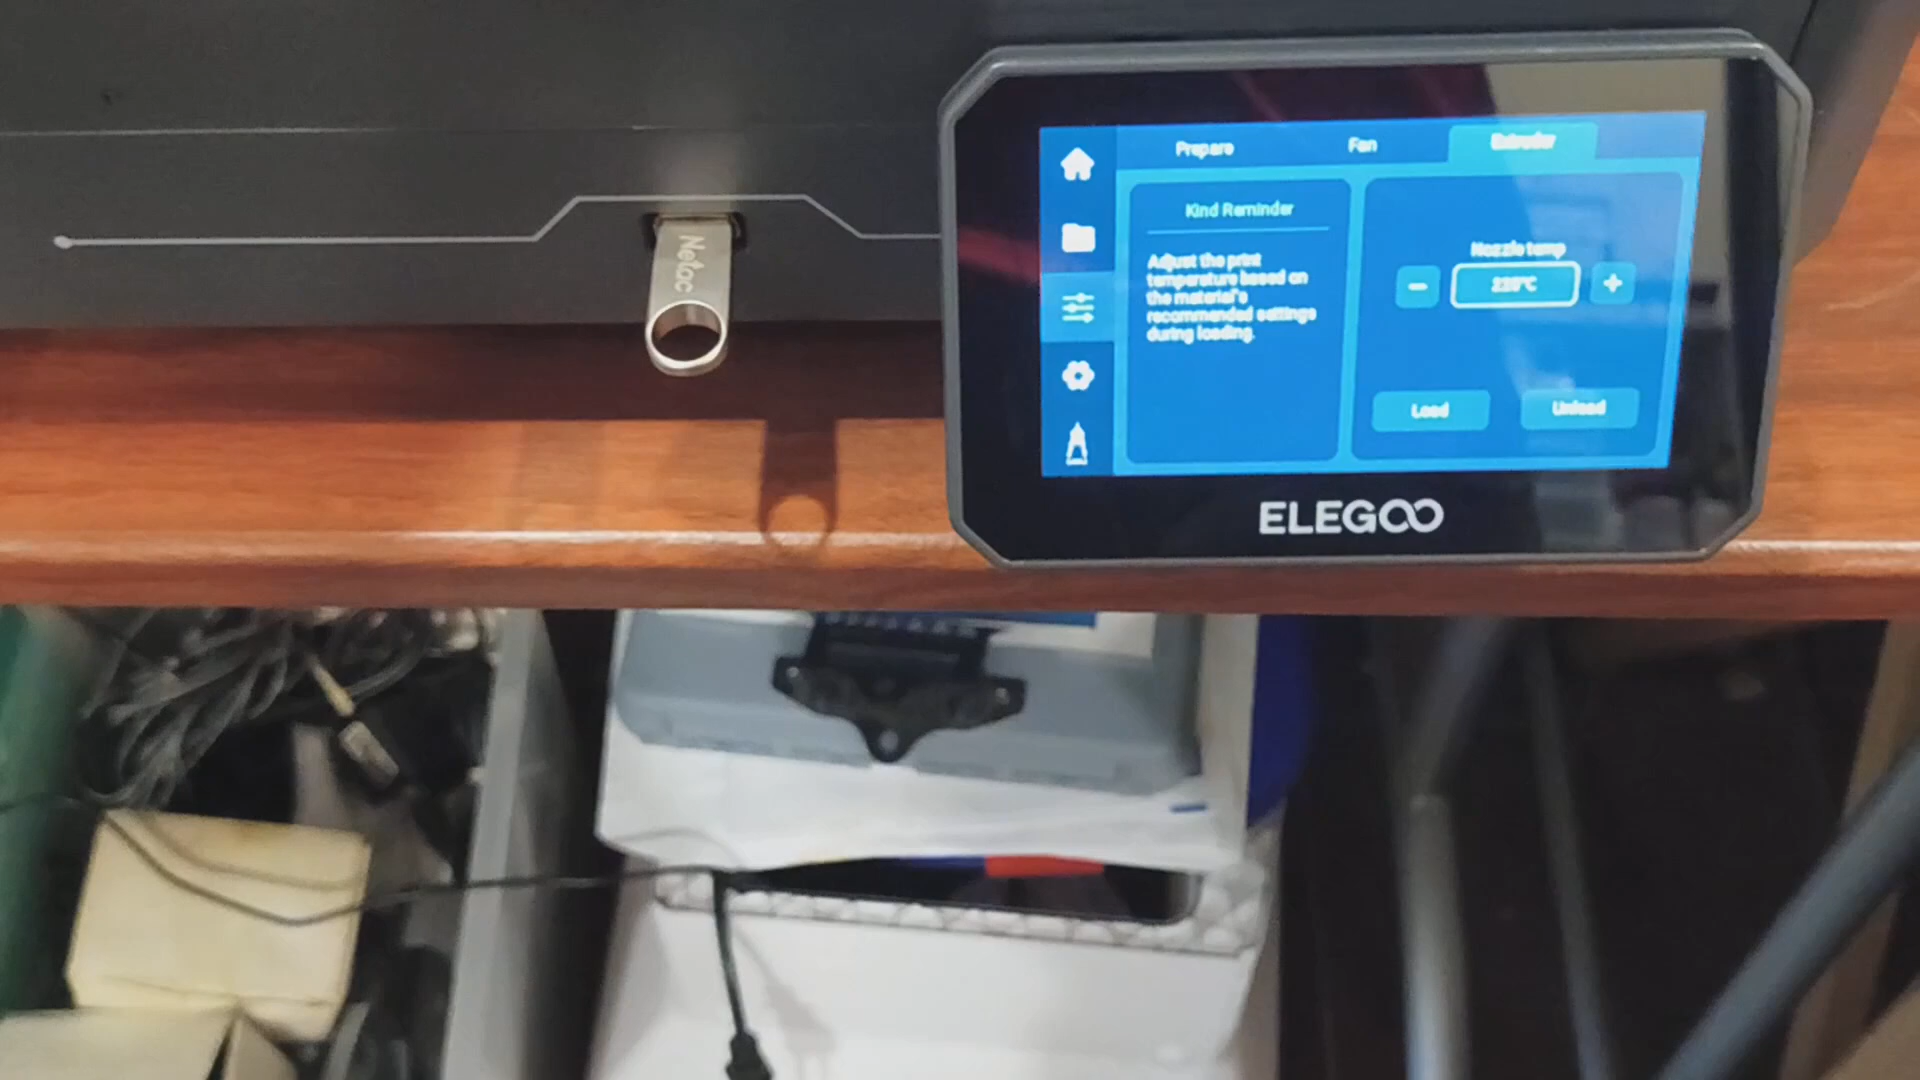 Netac
Prepare
Fan
Extruder
Kind Reminder
Adjust the print
temperature based on
the material's
recommended settings
during loading.
Nozzle temp
Load
Unload
ELEGOO